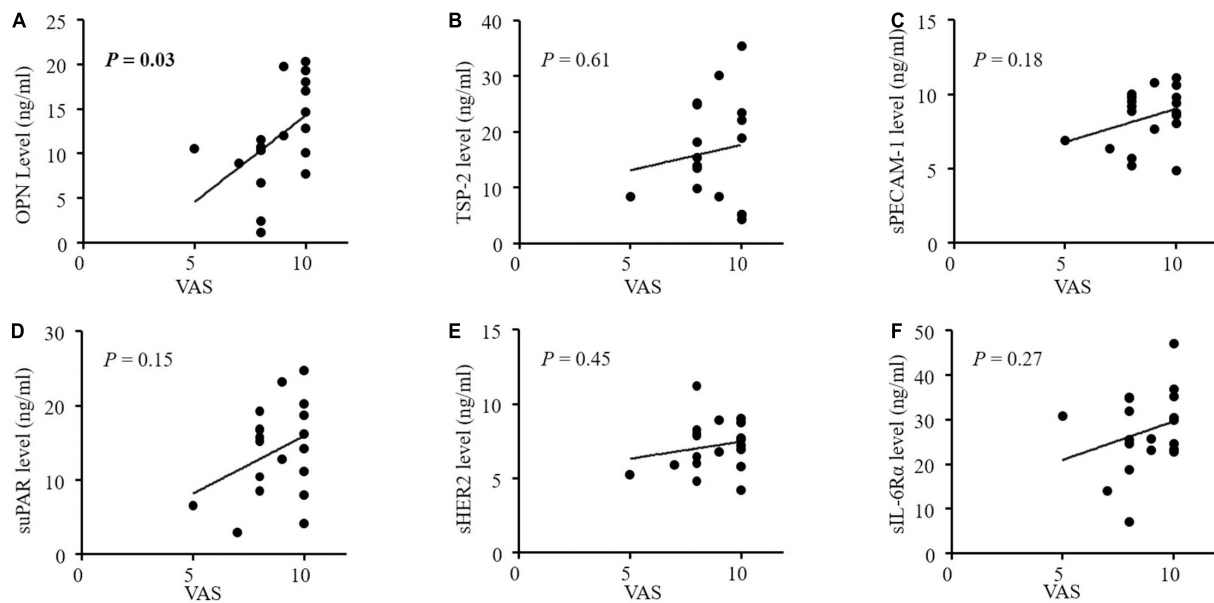 A
OPN Level (ng/ml)
25
20
15
10
5
0
P = 0.03
0
5
10
VAS
B
TSP-2 level (ng/ml)
40
30
20
10
0
P = 0.61
0
5
10
VAS
C
sPECAM-1 level (ng/ml)
15
10
5
0
P = 0.18
0
5
10
VAS
D
suPAR level (ng/ml)
30
20
10
0
P = 0.15
0
5
10
VAS
E
sHER2 level (ng/ml)
15
10
5
0
P = 0.45
0
5
10
VAS
F
sIL-6Rα level (ng/ml)
50
40
30
20
10
0
P = 0.27
0
5
10
VAS